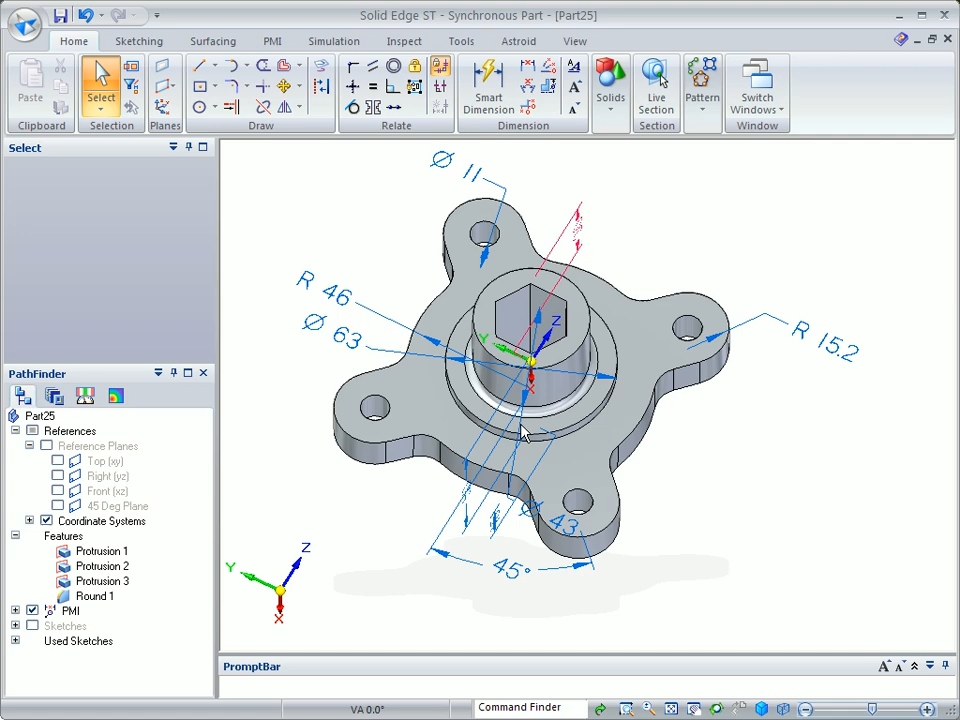 Solid Edge ST - Synchronous Part - [Part25]
Home Sketching Surfacing PMI Simulation Inspect Tools Astroid View
Paste Select Smart Dimension Solids Live Section Pattern Switch Windows
Clipboard Selection Planes Draw Relate Dimension Section Window
Select
Ø 11
R 46
Ø 63
R 15.2
Ø 43
45°
Z
Y
X
Z
Y
X
PathFinder
Part25
References
Reference Planes
Top (xy)
Right (yz)
Front (xz)
45 Deg Plane
Coordinate Systems
Features
Protrusion 1
Protrusion 2
Protrusion 3
Round 1
PMI
Sketches
Used Sketches
PromptBar
VA 0.0° Command Finder